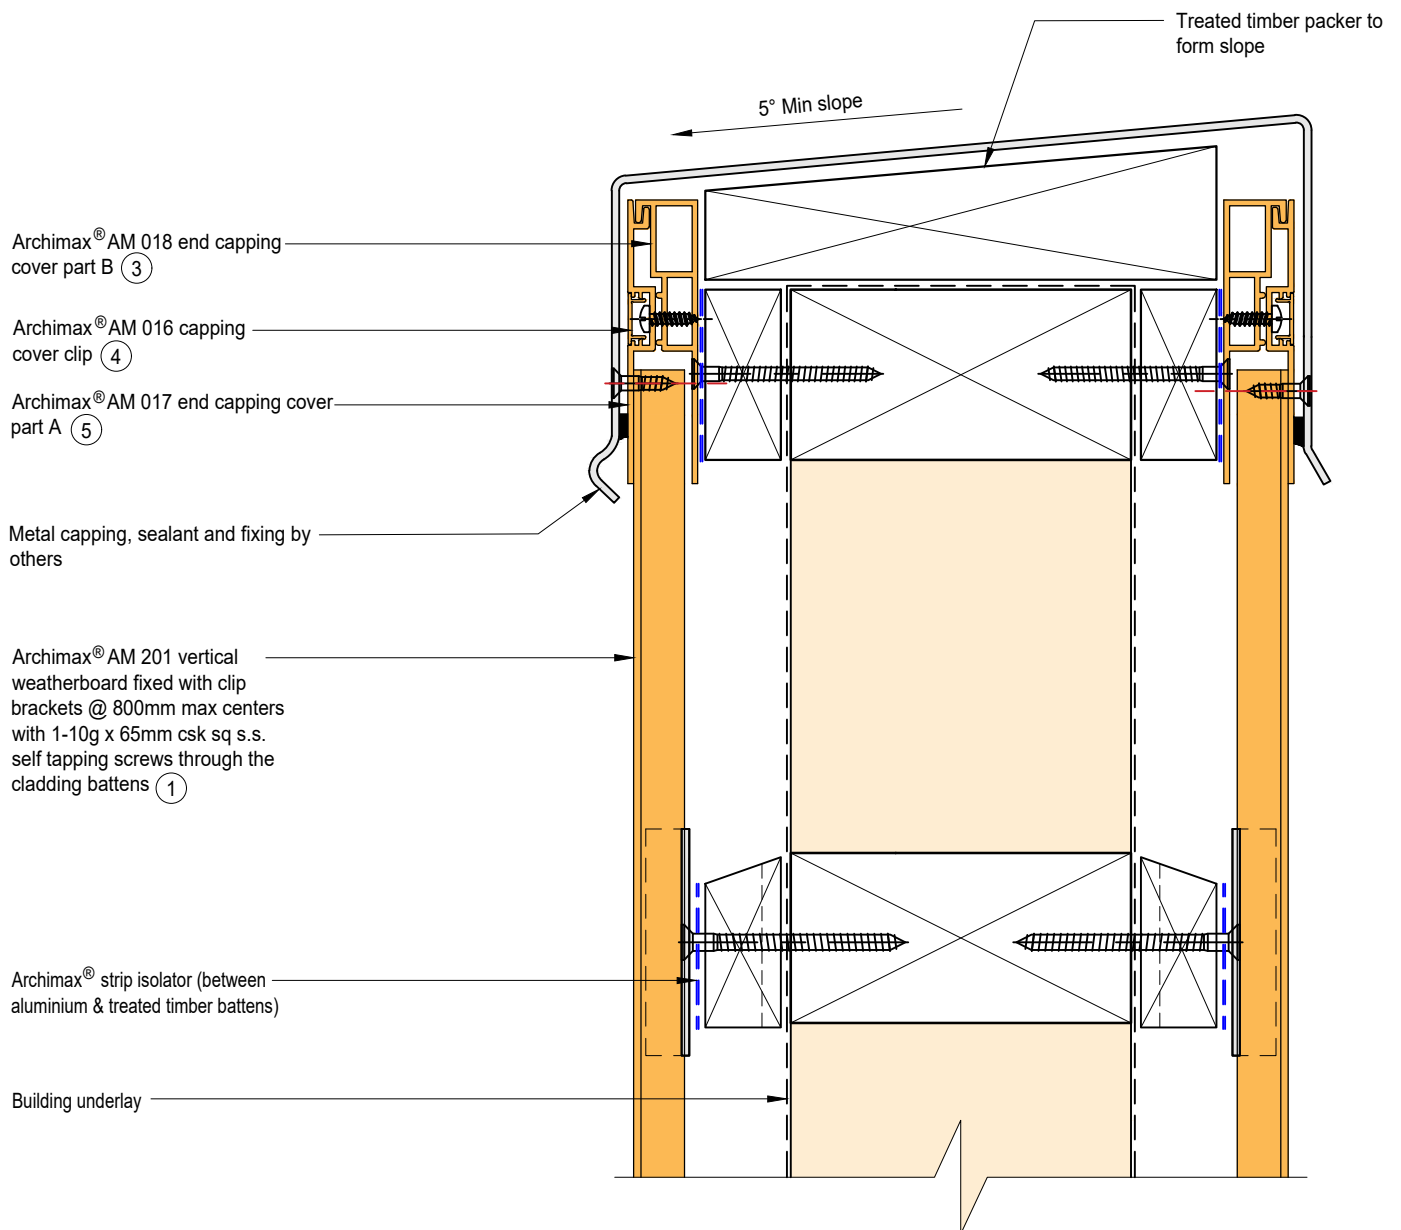 Treated timber packer to
form slope
5° Min slope
Archimax® AM 018 end capping
cover part B 3
Archimax® AM 016 capping
cover clip 4
Archimax® AM 017 end capping cover
part A 5
Metal capping, sealant and fixing by
others
Archimax® AM 201 vertical
weatherboard fixed with clip
brackets @ 800mm max centers
with 1-10g x 65mm csk sq s.s.
self tapping screws through the
cladding battens 1
Archimax® strip isolator (between
aluminium & treated timber battens)
Building underlay